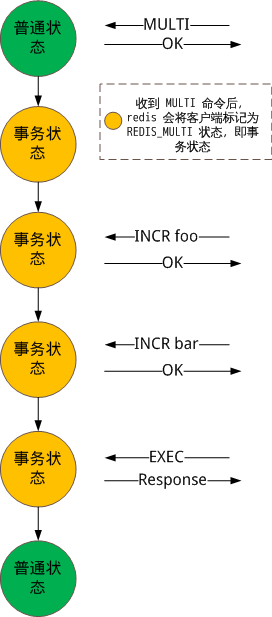 普通状
态
MULTI
OK
收到 MULTI 命令后，
redis 会将客户端标记为
REDIS_MULTI 状态，即事
务状态
事务状
态
事务状
态
INCR foo
OK
事务状
态
INCR bar
OK
事务状
态
EXEC
Response
普通状
态